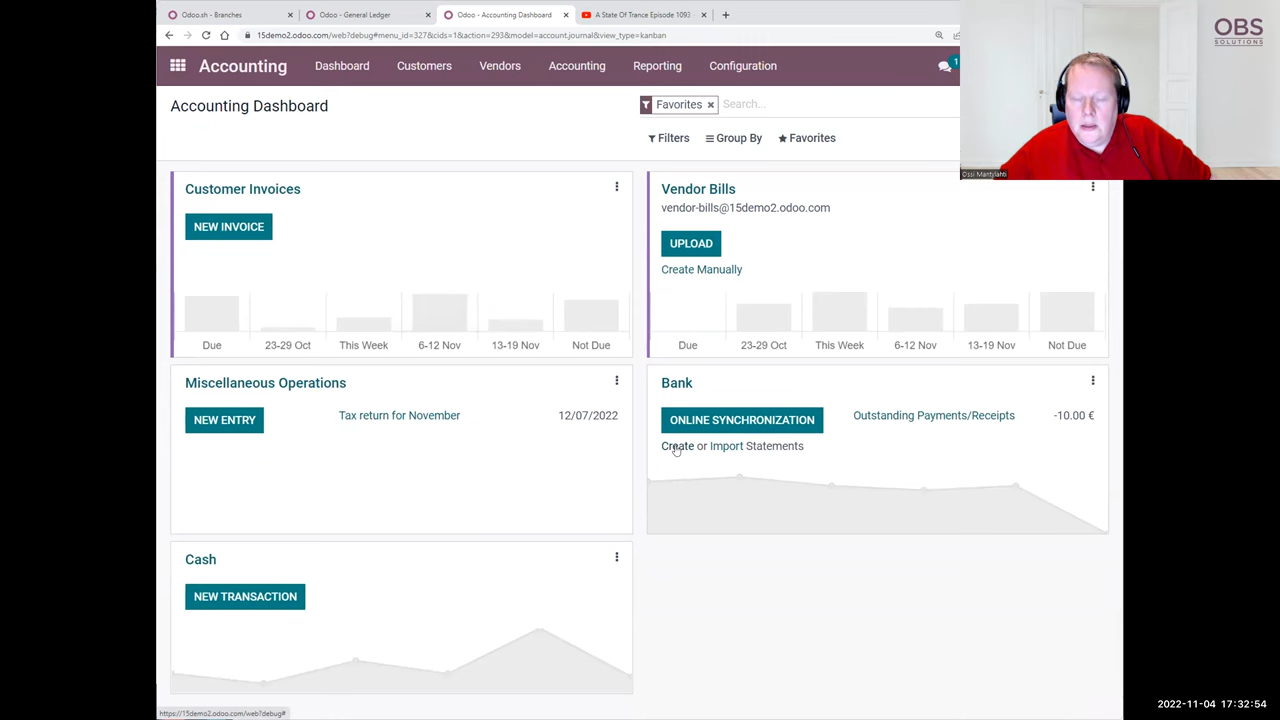 Odoo.sh - Branches
Odoo - General Ledger
Odoo - Accounting Dashboard
A State Of Trance Episode 1093
15demo2.odoo.com/web?debug#menu_id=327&cids=1&action=293&model=account.journal&view_type=kanban
OBS
SOLUTIONS
Accounting
Dashboard
Customers
Vendors
Accounting
Reporting
Configuration
1
Accounting Dashboard
Favorites
Search...
Filters
Group By
Favorites
Ossi Mantylahti
Customer Invoices
NEW INVOICE
Due
23-29 Oct
This Week
6-12 Nov
13-19 Nov
Not Due
Vendor Bills
vendor-bills@15demo2.odoo.com
UPLOAD
Create Manually
Due
23-29 Oct
This Week
6-12 Nov
13-19 Nov
Not Due
Miscellaneous Operations
NEW ENTRY
Tax return for November
12/07/2022
Bank
ONLINE SYNCHRONIZATION
Outstanding Payments/Receipts
-10.00 €
Create or Import Statements
Cash
NEW TRANSACTION
https://15demo2.odoo.com/web?debug#
2022-11-04 17:32:54